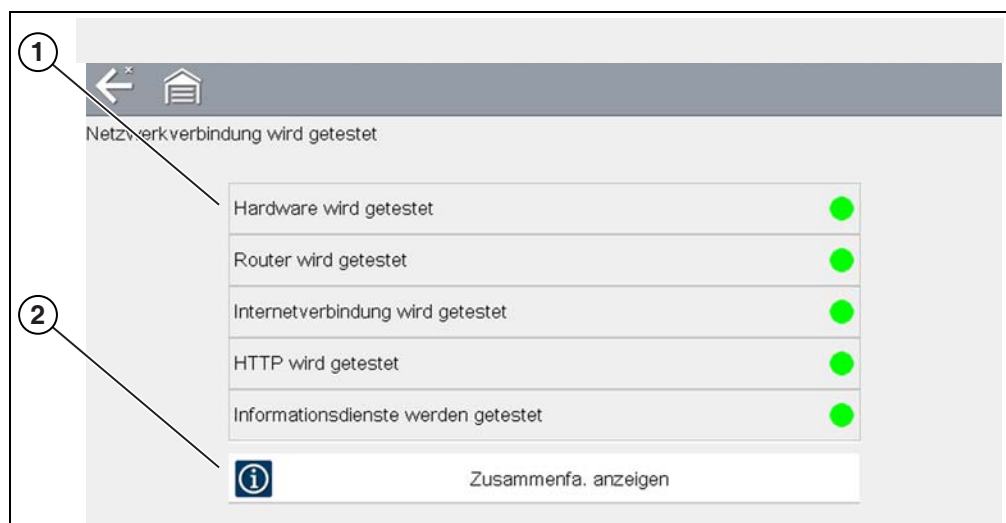 1
Netzwerkverbindung wird getestet
Hardware wird getestet
Router wird getestet
Internetverbindung wird getestet
2
HTTP wird getestet
Informationsdienste werden getestet
Zusammenfa. anzeigen